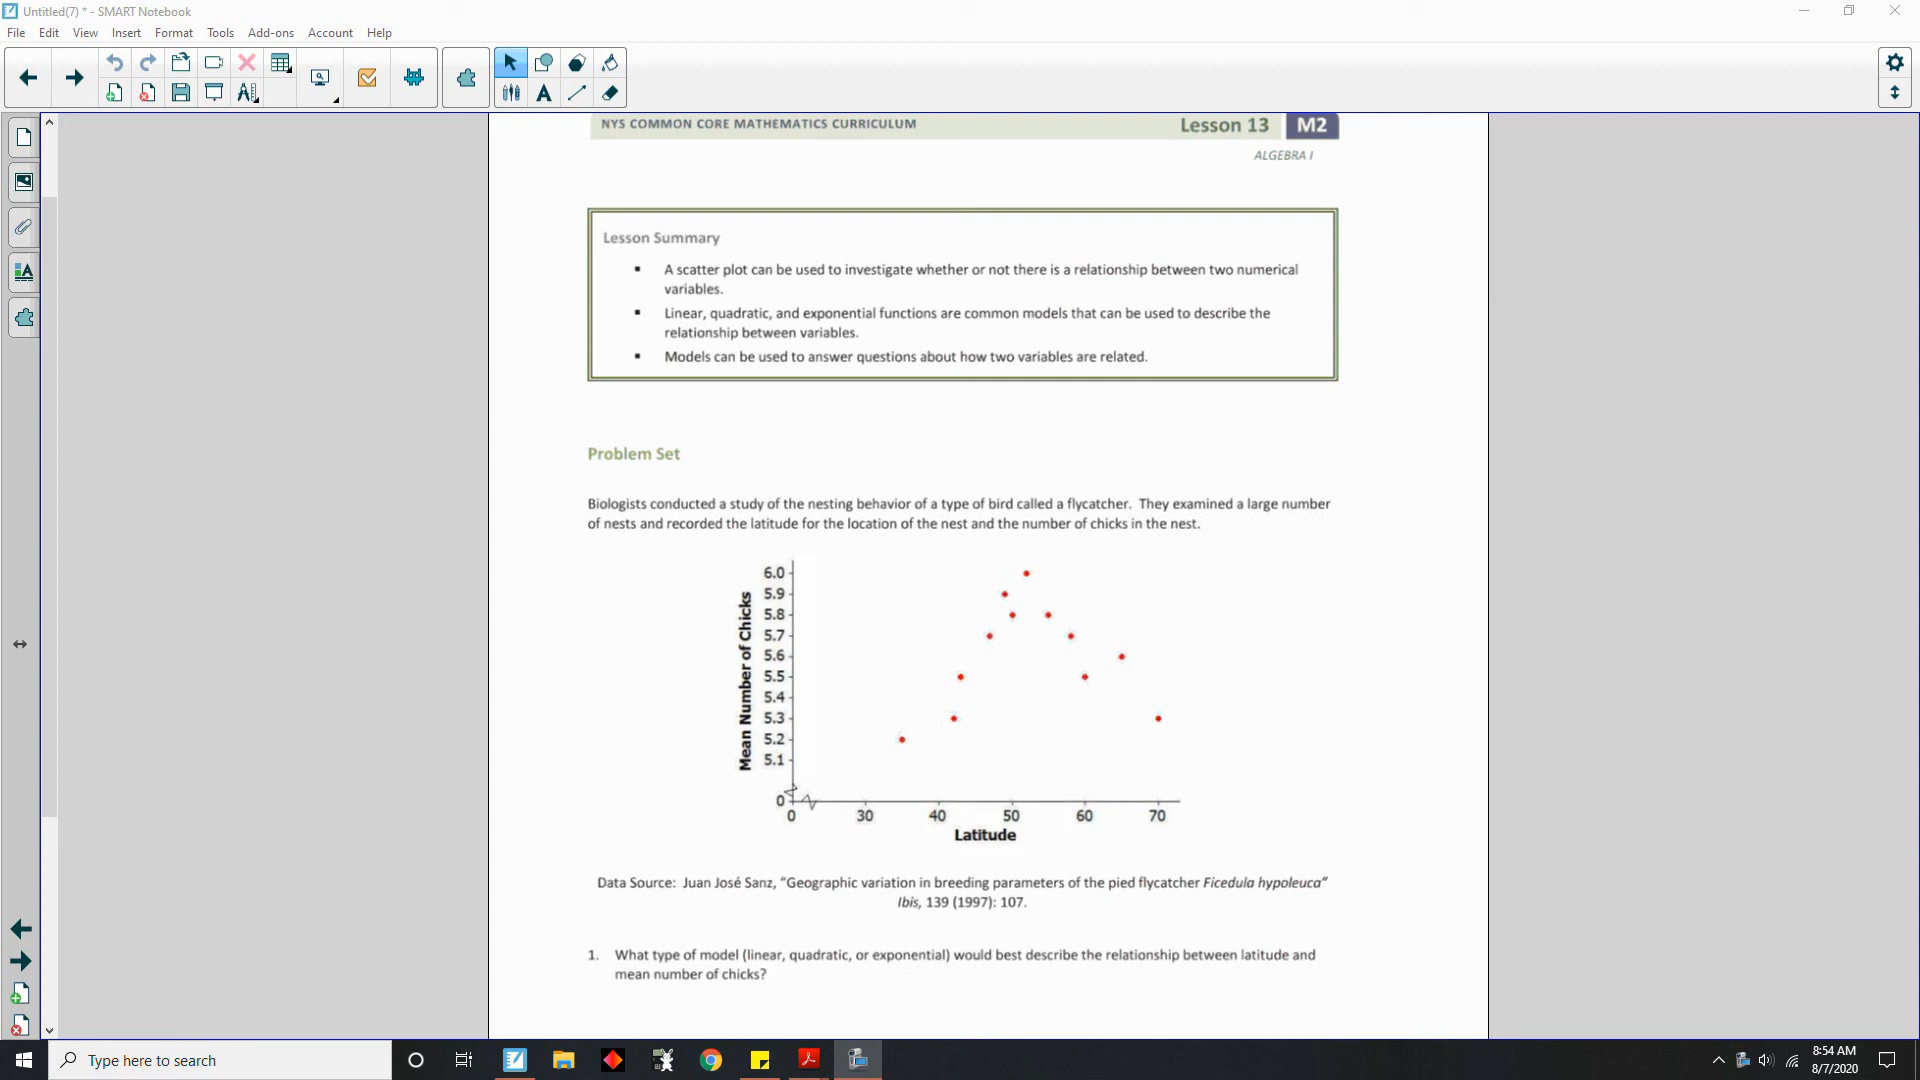 Untitled(7) * - SMART Notebook
File Edit View Insert Format Tools Add-ons Account Help
NYS COMMON CORE MATHEMATICS CURRICULUM Lesson 13 M2
ALGEBRA I
Lesson Summary
▪ A scatter plot can be used to investigate whether or not there is a relationship between two numerical
variables.
▪ Linear, quadratic, and exponential functions are common models that can be used to describe the
relationship between variables.
▪ Models can be used to answer questions about how two variables are related.
Problem Set
Biologists conducted a study of the nesting behavior of a type of bird called a flycatcher. They examined a large number
of nests and recorded the latitude for the location of the nest and the number of chicks in the nest.
Mean Number of Chicks
6.0
5.9
5.8
5.7
5.6
5.5
5.4
5.3
5.2
5.1
0
0 30 40 50 60 70
Latitude
Data Source: Juan José Sanz, “Geographic variation in breeding parameters of the pied flycatcher Ficedula hypoleuca”
Ibis, 139 (1997): 107.
1. What type of model (linear, quadratic, or exponential) would best describe the relationship between latitude and
mean number of chicks?
Type here to search
8:54 AM
8/7/2020